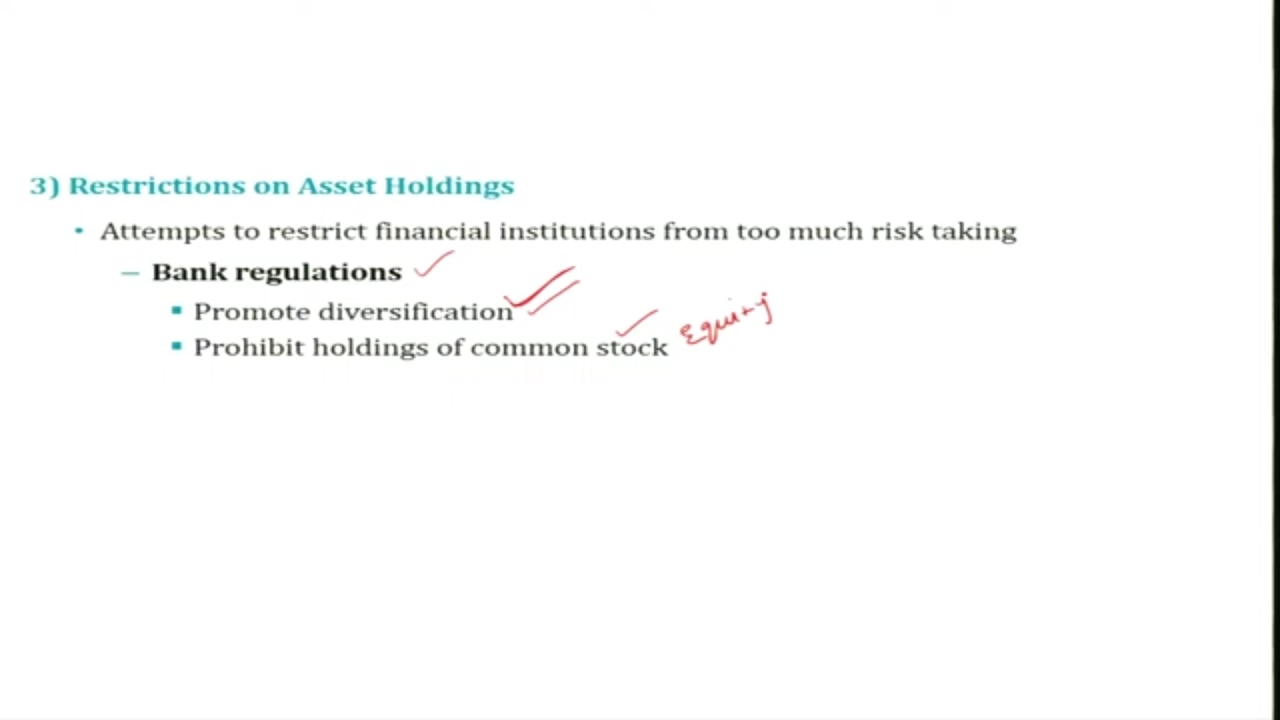 3) Restrictions on Asset Holdings
• Attempts to restrict financial institutions from too much risk taking
– Bank regulations
▪ Promote diversification
▪ Prohibit holdings of common stock Equity